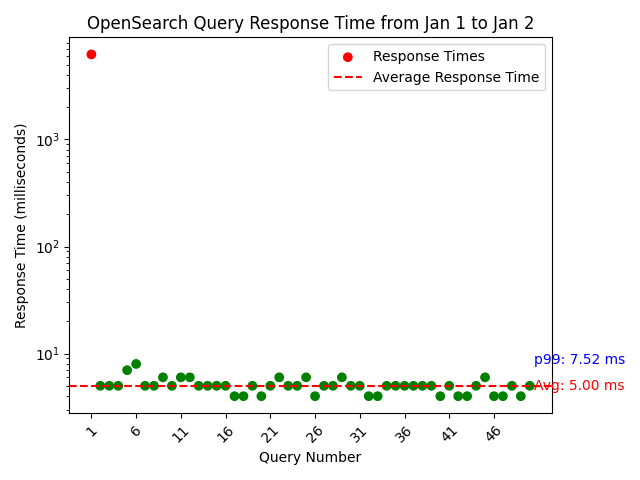 OpenSearch Query Response Time from Jan 1 to Jan 2
Response Times
Average Response Time
Response Time (milliseconds)
10³
10²
10¹
p99: 7.52 ms
Avg: 5.00 ms
1 6 11 16 21 26 31 36 41 46
Query Number